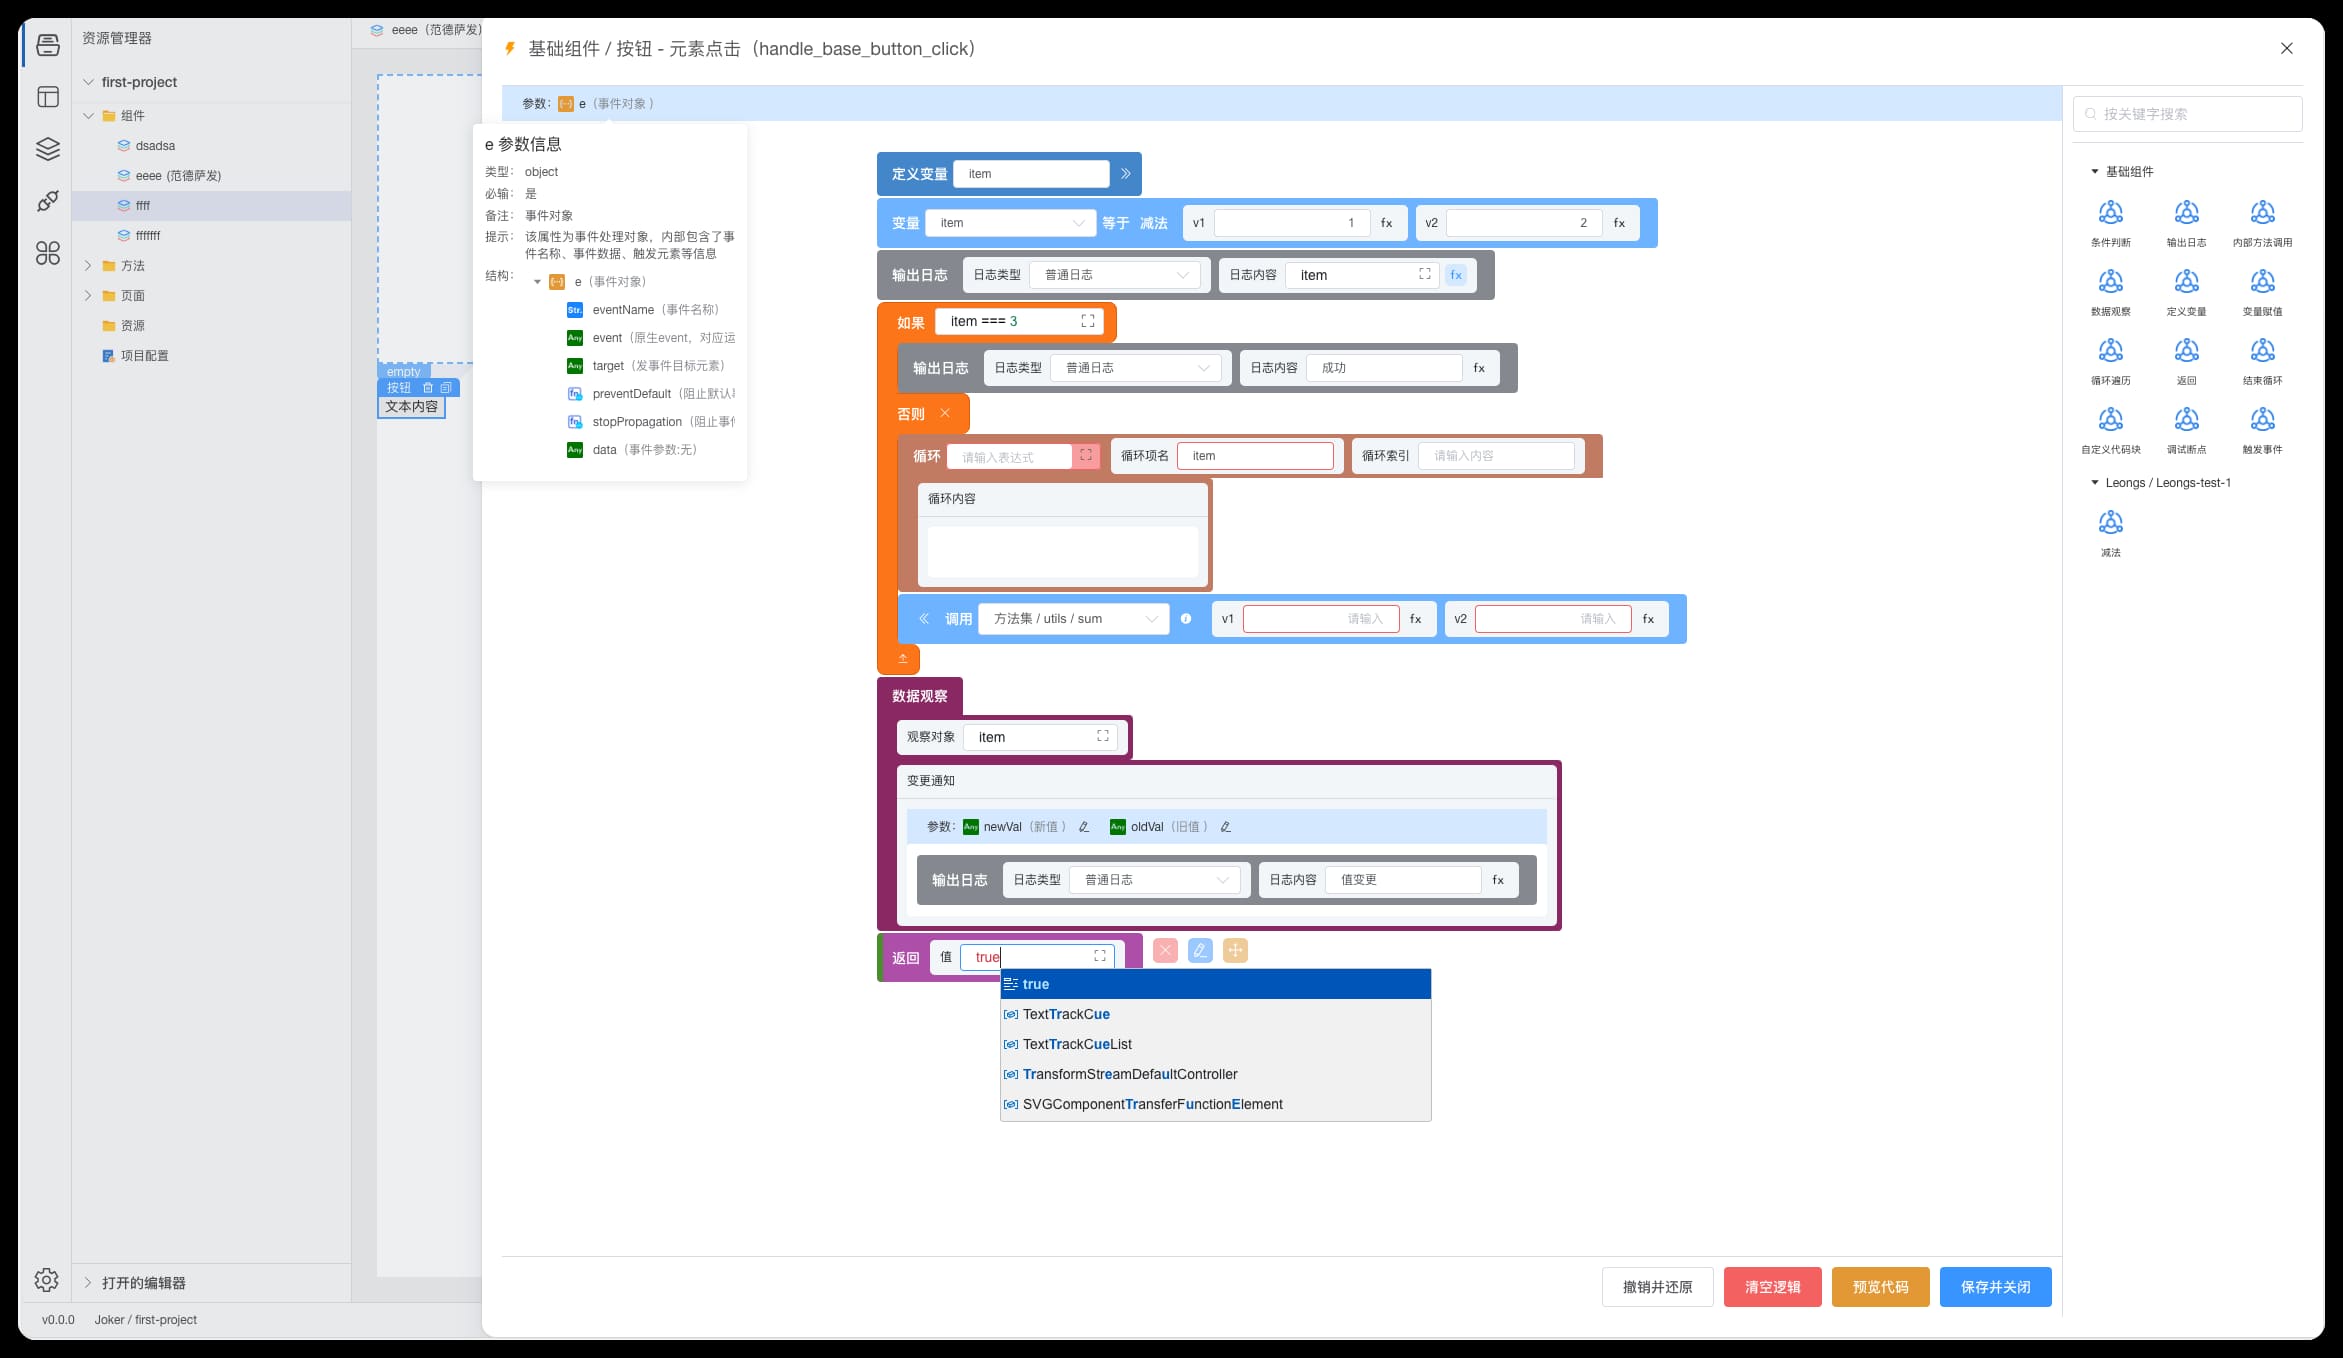 资源管理器
first-project
组件
dsadsa
eeee (范德萨发)
ffff
fffffff
方法
页面
资源
项目配置
打开的编辑器
v0.0.0 Joker / first-project
eeee（范德萨发）
empty
按钮
文本内容
基础组件 / 按钮 - 元素点击（handle_base_button_click）
参数： {···} e（事件对象 ）
e 参数信息
类型： object
必输： 是
备注： 事件对象
提示： 该属性为事件处理对象，内部包含了事
件名称、事件数据、触发元素等信息
结构： {···} e（事件对象）
Str. eventName（事件名称）
Any event（原生event，对应运
Any target（发事件目标元素）
fn preventDefault（阻止默认
fn stopPropagation（阻止事
Any data（事件参数:无）
定义变量 item
变量 item 等于 减法 v1 1 fx v2 2 fx
输出日志 日志类型 普通日志 日志内容 item fx
如果 item === 3
输出日志 日志类型 普通日志 日志内容 成功 fx
否则
循环 请输入表达式 循环项名 item 循环索引 请输入内容
循环内容
调用 方法集 / utils / sum v1 请输入 fx v2 请输入 fx
数据观察
观察对象 item
变更通知
参数： Any newVal（新值 ） Any oldVal（旧值 ）
输出日志 日志类型 普通日志 日志内容 值变更 fx
返回 值 true
true
TextTrackCue
TextTrackCueList
TransformStreamDefaultController
SVGComponentTransferFunctionElement
撤销并还原 清空逻辑 预览代码 保存并关闭
按关键字搜索
基础组件
条件判断 输出日志 内部方法调用
数据观察 定义变量 变量赋值
循环遍历 返回 结束循环
自定义代码块 调试断点 触发事件
Leongs / Leongs-test-1
减法